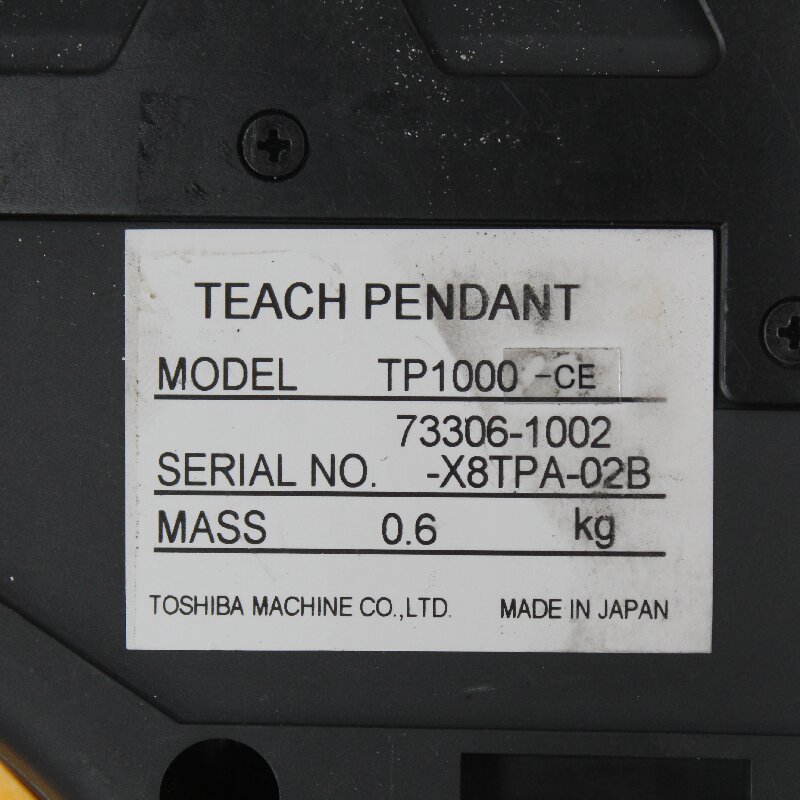 TEACH PENDANT
MODEL TP1000 -CE
73306-1002
SERIAL NO. -X8TPA-02B
MASS 0.6 kg
TOSHIBA MACHINE CO.,LTD. MADE IN JAPAN